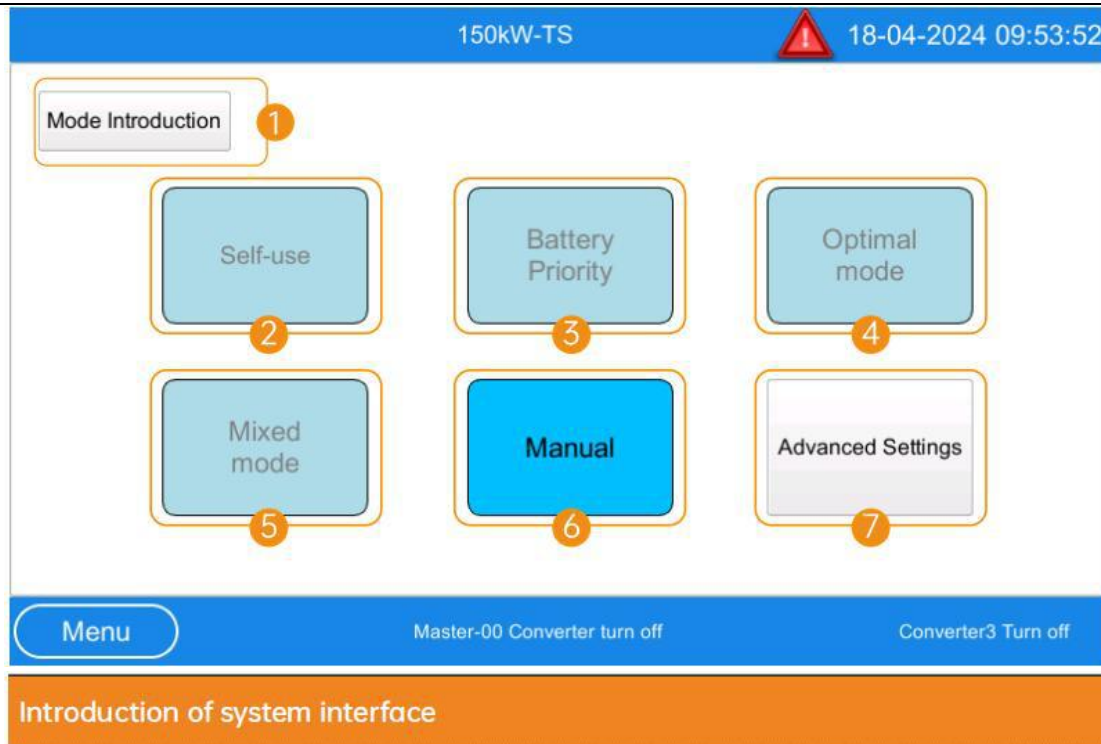 150kW-TS
18-04-2024 09:53:52
Mode Introduction
1
Self-use
Battery
Priority
Optimal
mode
2
3
4
Mixed
mode
Manual
Advanced Settings
5
6
7
Menu
Master-00 Converter turn off
Converter3 Turn off
Introduction of system interface